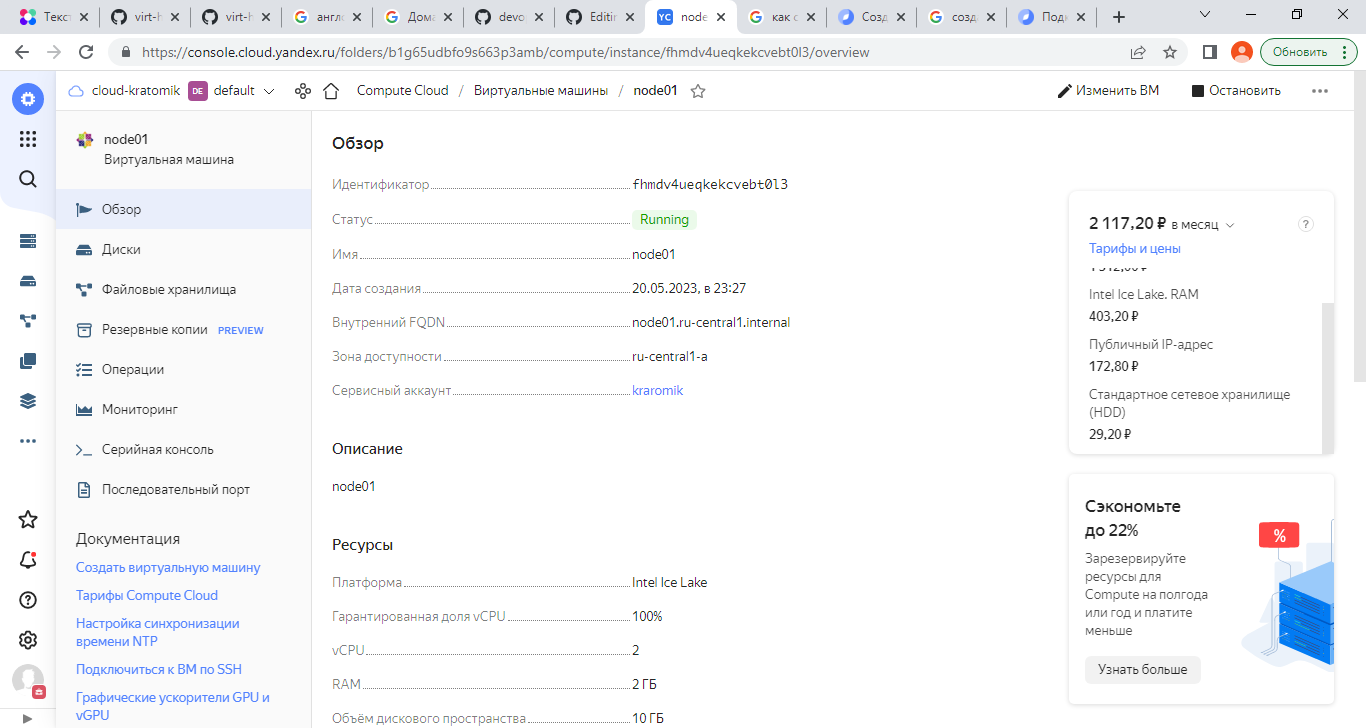 Текс
virt-h
virt-h
англо
Дома
devo
Editin
node
как с
Созд
созд
Подк
https://console.cloud.yandex.ru/folders/b1g65udbfo9s663p3amb/compute/instance/fhmdv4ueqkekcvebt0l3/overview
Обновить
cloud-kratomik DE default
Compute Cloud / Виртуальные машины / node01
Изменить ВМ
Остановить
node01
Виртуальная машина
Обзор
Диски
Файловые хранилища
Резервные копии PREVIEW
Операции
Мониторинг
Серийная консоль
Последовательный порт
Документация
Создать виртуальную машину
Тарифы Compute Cloud
Настройка синхронизации
времени NTP
Подключиться к ВМ по SSH
Графические ускорители GPU и
vGPU
Обзор
Идентификатор fhmdv4ueqkekcvebt0l3
Статус Running
Имя node01
Дата создания 20.05.2023, в 23:27
Внутренний FQDN node01.ru-central1.internal
Зона доступности ru-central1-a
Сервисный аккаунт kraromik
Описание
node01
Ресурсы
Платформа Intel Ice Lake
Гарантированная доля vCPU 100%
vCPU 2
RAM 2 ГБ
Объём дискового пространства 10 ГБ
2 117,20 ₽ в месяц
?
Тарифы и цены
Intel Ice Lake. RAM
403,20 ₽
Публичный IP-адрес
172,80 ₽
Стандартное сетевое хранилище
(HDD)
29,20 ₽
Сэкономьте
до 22%
%
Зарезервируйте
ресурсы для
Compute на полгода
или год и платите
меньше
Узнать больше